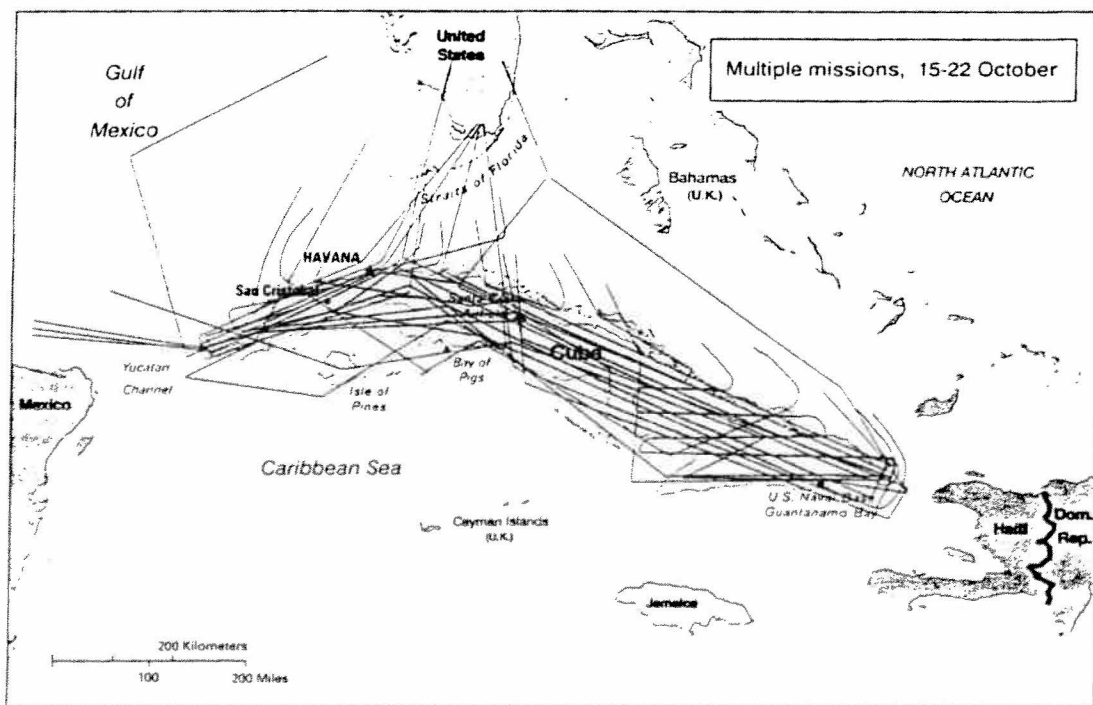 United
States
Multiple missions, 15-22 October
Gulf
of
Mexico
Straits of Florida
Bahamas
(U.K.)
NORTH ATLANTIC
OCEAN
HAVANA
San Cristobal
Santa Clara
Cuba
Yucatan
Channel
Bay of
Pigs
Isle of
Pines
Mexico
Caribbean Sea
U.S. Naval Base
Guantanamo Bay
Cayman Islands
(U.K.)
Haiti
Dom.
Rep.
Jamaica
200 Kilometers
100
200 Miles